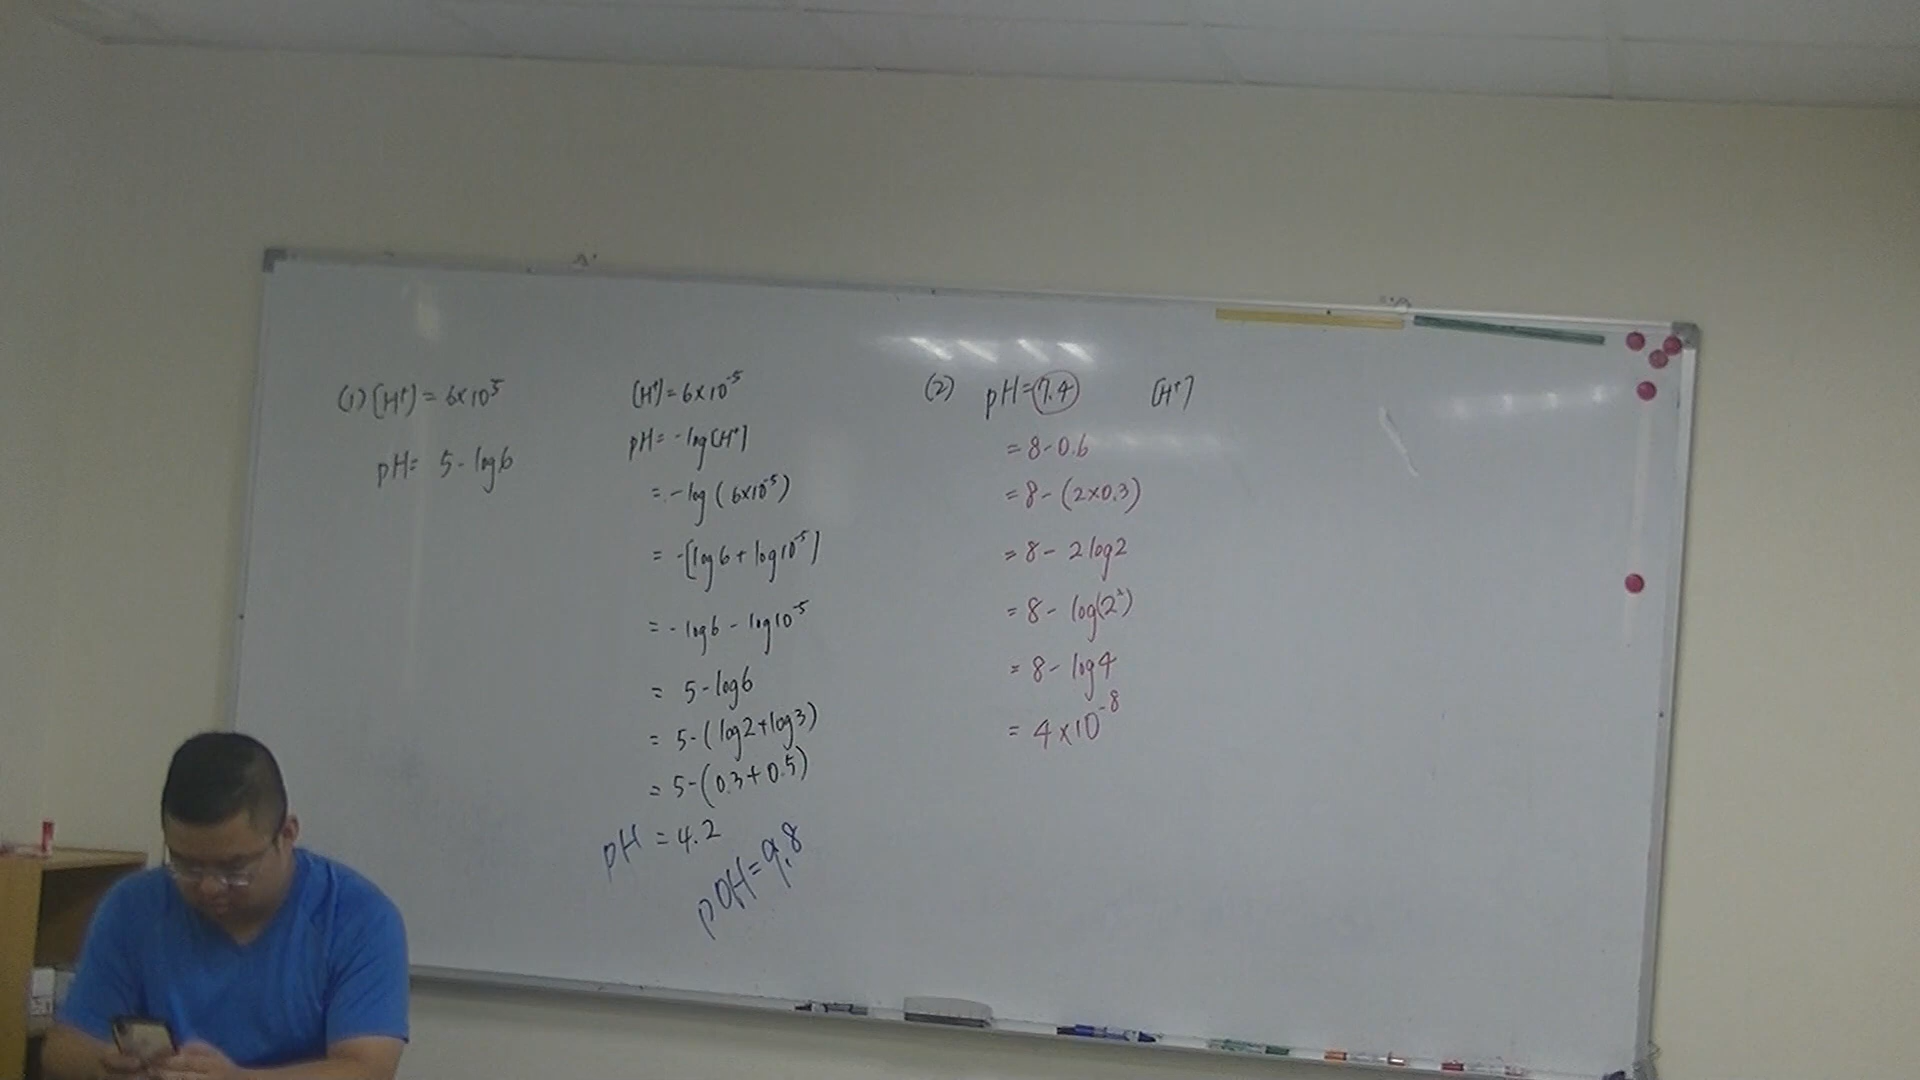 (1) [H⁺] = 6×10⁵
pH = 5 - log6
[H⁺] = 6×10⁻⁵
pH = -log[H⁺]
= -log(6×10⁻⁵)
= -[log6 + log10⁻⁵]
= -log6 - log10⁻⁵
= 5 - log6
= 5 - (log2 + log3)
= 5 - (0.3 + 0.5)
pH = 4.2
pOH = 9.8
(2) pH = 7.4 [H⁺]
= 8 - 0.6
= 8 - (2×0.3)
= 8 - 2log2
= 8 - log(2²)
= 8 - log4
= 4×10⁻⁸